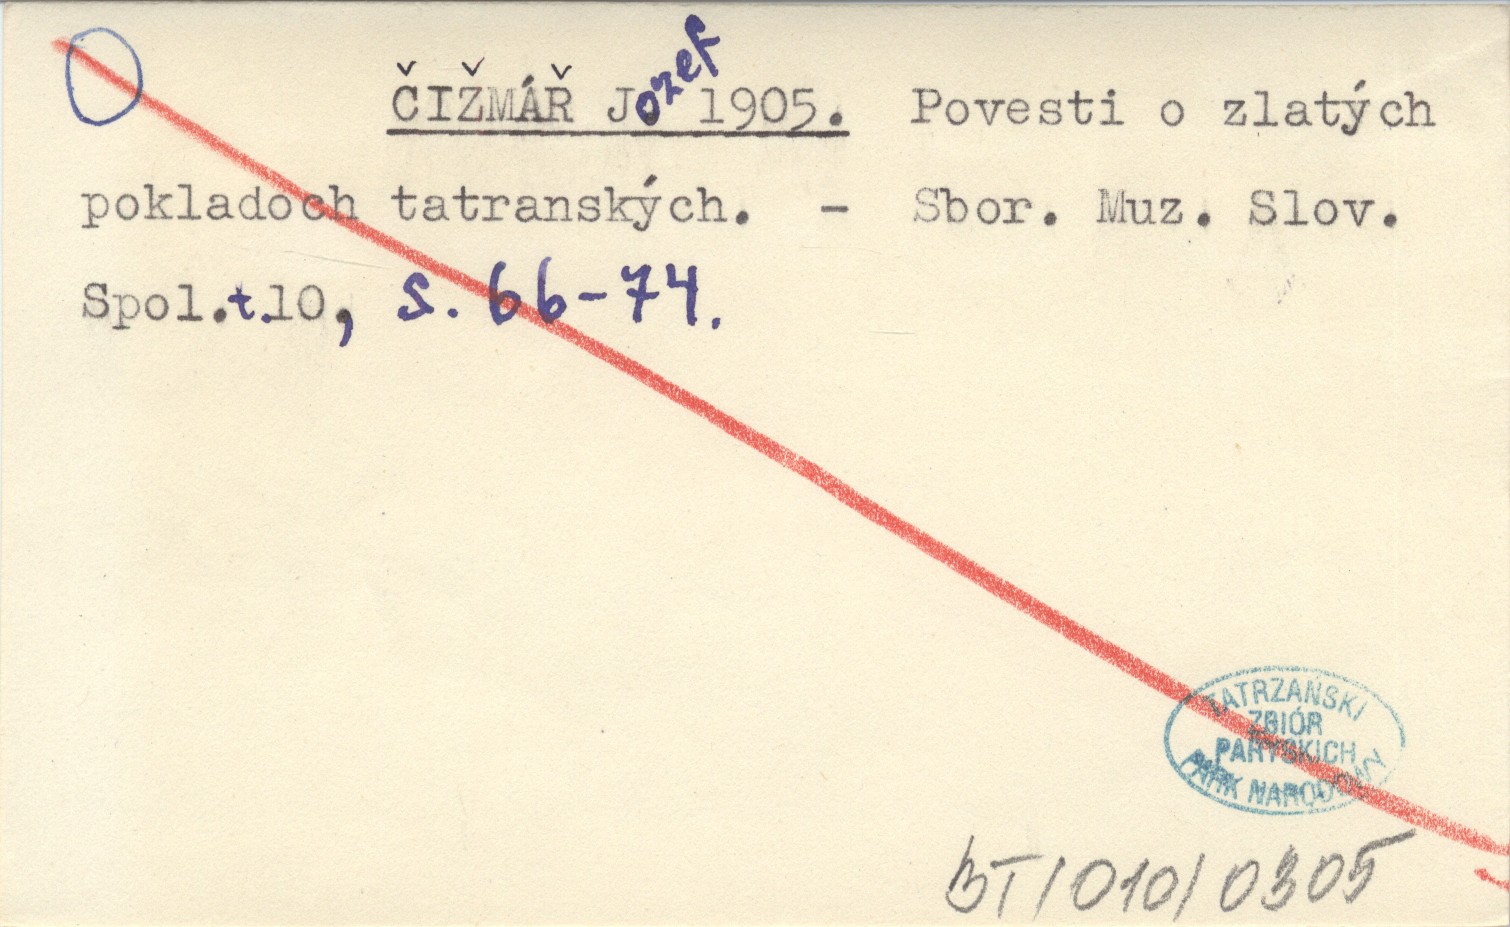 ČIŽMÁŘ Jozef 1905. Povesti o zlatých
pokladoch tatranských. - Sbor. Muz. Slov.
Spol.t.10, s. 66-74.
TATRZAŃSKI
ZBIÓR
PARYSKICH
PARK NARODOWY
BT/010/0305